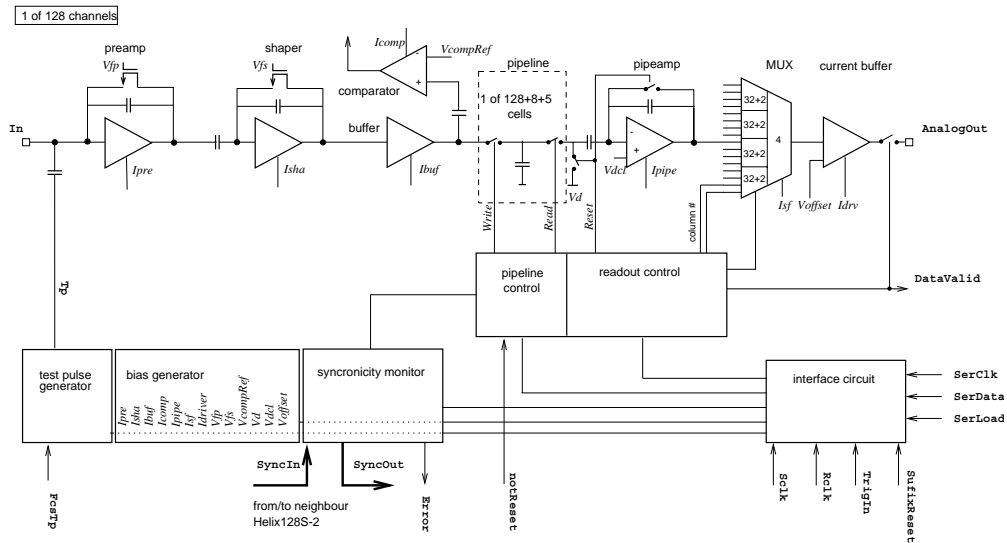 1 of 128 channels
preamp
Vfp
shaper
Vfs
Icomp
VcompRef
-
+
comparator
pipeline
1 of 128+8+5
cells
pipeamp
MUX
current buffer
In
Ipre
Isha
buffer
Ibuf
-
+
Vdcl
Ipipe
Vd
32+2
32+2
32+2
32+2
4
Isf
Voffset
Idrv
AnalogOut
Write
Read
Reset
column #
pipeline
control
readout control
DataValid
Tp
test pulse
generator
bias generator
Ipre
Isha
Ibuf
Icomp
Ipipe
Isf
Idriver
Vfp
Vfs
VcompRef
Vd
Vdcl
Voffset
syncronicity monitor
interface circuit
SerClk
SerData
SerLoad
SyncIn
SyncOut
from/to neighbour
Helix128S-2
FcsTp
Error
notReset
Sclk
Rclk
TrigIn
SufixReset